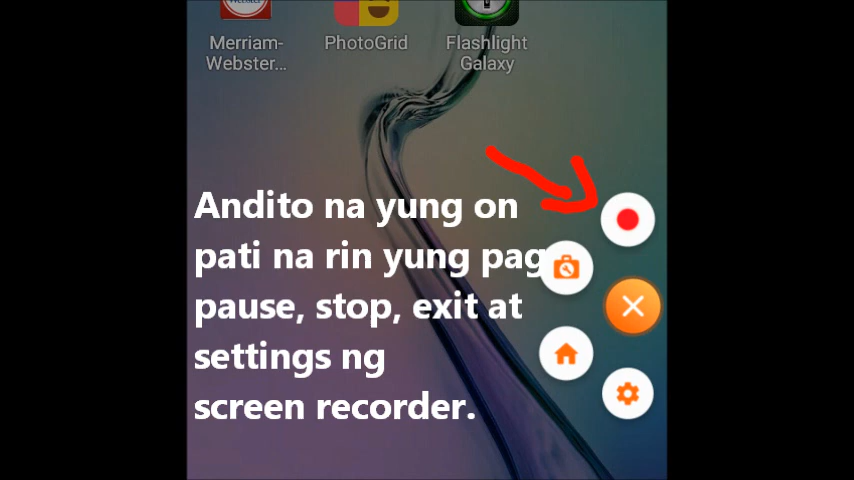 Webster
Merriam-
Webster...
PhotoGrid
Flashlight
Galaxy
Andito na yung on
pati na rin yung pag
pause, stop, exit at
settings ng
screen recorder.